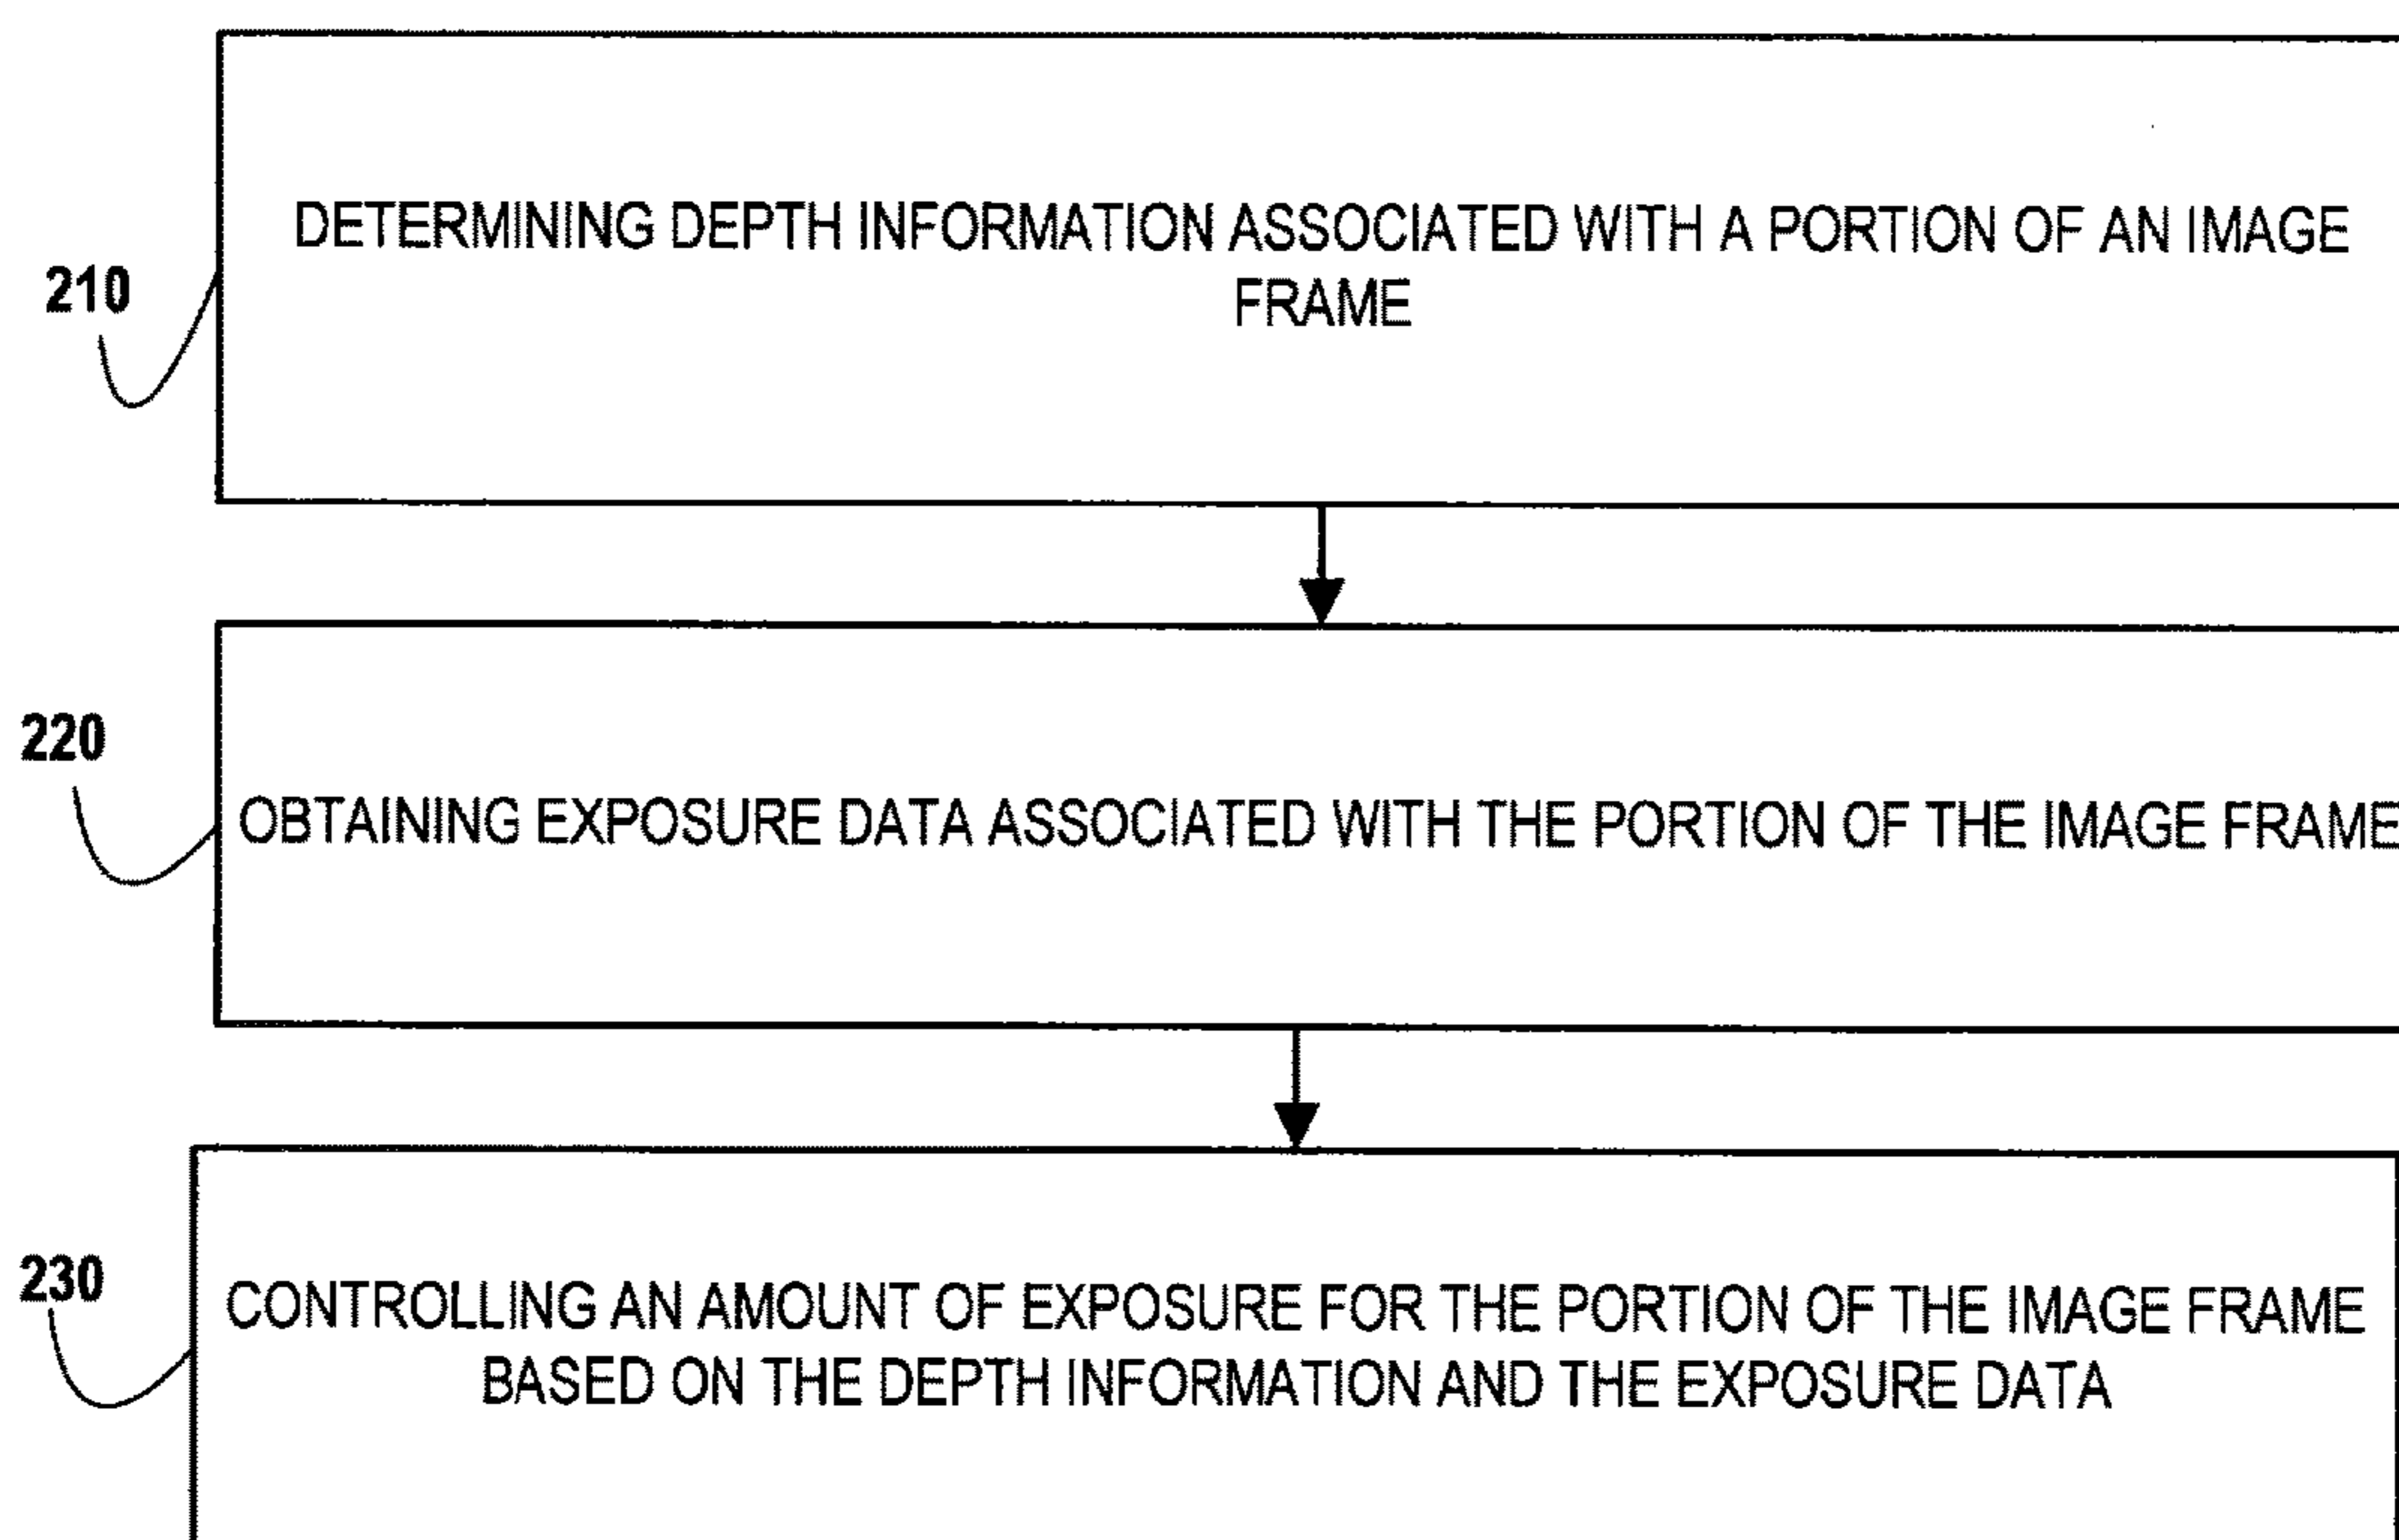 DETERMINING DEPTH INFORMATION ASSOCIATED WITH A PORTION OF AN IMAGE
FRAME
210
220
OBTAINING EXPOSURE DATA ASSOCIATED WITH THE PORTION OF THE IMAGE FRAME
230
CONTROLLING AN AMOUNT OF EXPOSURE FOR THE PORTION OF THE IMAGE FRAME
BASED ON THE DEPTH INFORMATION AND THE EXPOSURE DATA